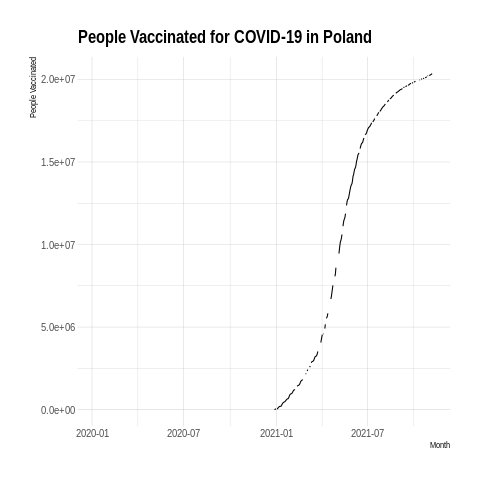 People Vaccinated for COVID-19 in Poland
People Vaccinated
2.0e+07
1.5e+07
1.0e+07
5.0e+06
0.0e+00
2020-01
2020-07
2021-01
2021-07
Month